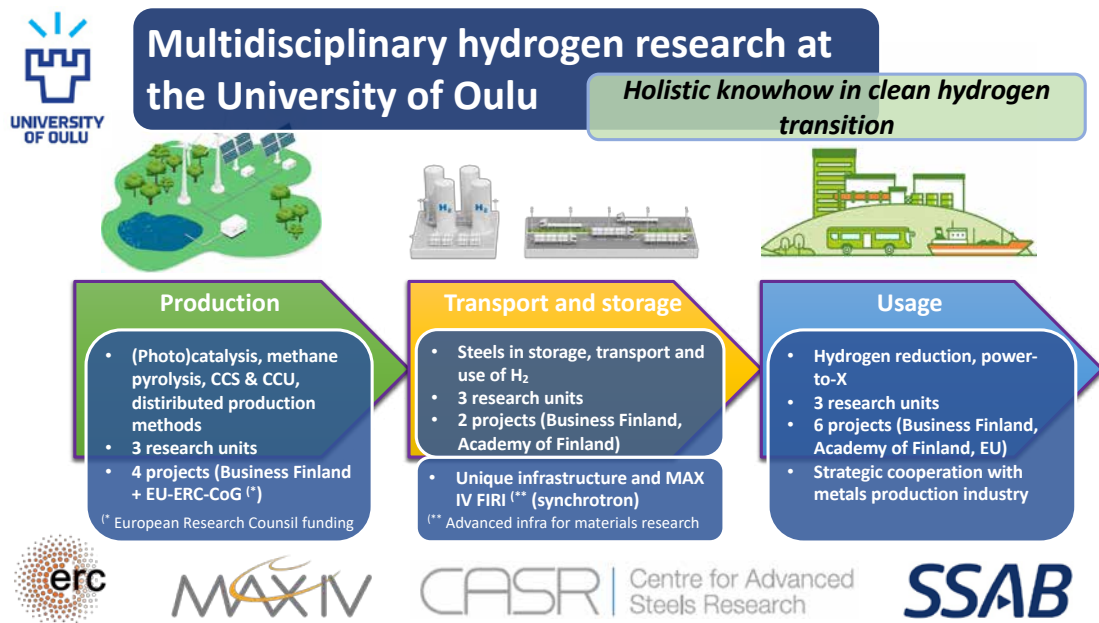 UNIVERSITY
OF OULU
Multidisciplinary hydrogen research at
the University of Oulu
Holistic knowhow in clean hydrogen
transition
H₂
Production
• (Photo)catalysis, methane
pyrolysis, CCS & CCU,
distiributed production
methods
• 3 research units
• 4 projects (Business Finland
+ EU-ERC-CoG (*)
(* European Research Counsil funding
Transport and storage
• Steels in storage, transport and
use of H₂
• 3 research units
• 2 projects (Business Finland,
Academy of Finland)
• Unique infrastructure and MAX
IV FIRI (** (synchrotron)
(** Advanced infra for materials research
Usage
• Hydrogen reduction, power-
to-X
• 3 research units
• 6 projects (Business Finland,
Academy of Finland, EU)
• Strategic cooperation with
metals production industry
erc
MAXIV
CASR
Centre for Advanced
Steels Research
SSAB